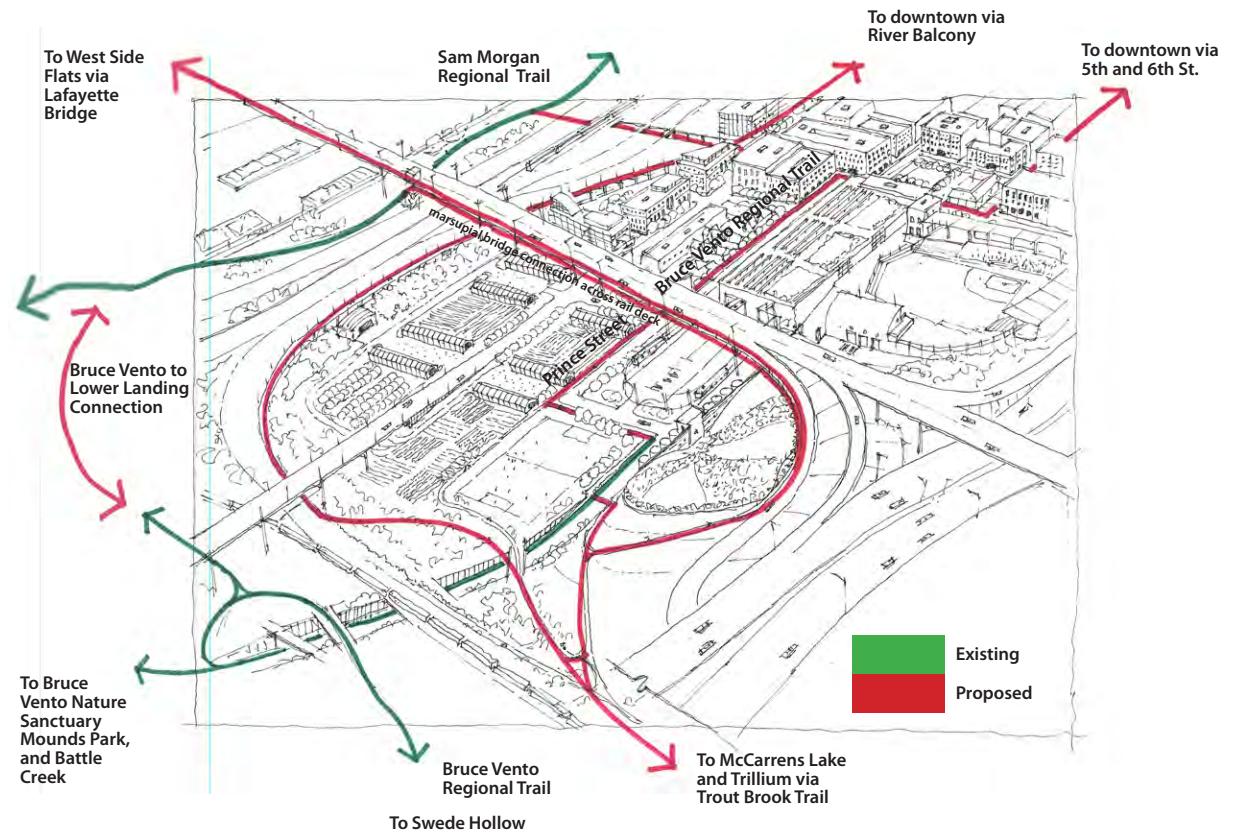 To downtown via
River Balcony
To downtown via
5th and 6th St.
To West Side
Flats via
Lafayette
Bridge
Sam Morgan
Regional Trail
marsupial bridge connection across rail deck
Bruce Vento Regional Trail
Prince Street
Bruce Vento to
Lower Landing
Connection
Existing
Proposed
To Bruce
Vento Nature
Sanctuary
Mounds Park,
and Battle
Creek
Bruce Vento
Regional Trail
To Swede Hollow
To McCarrens Lake
and Trillium via
Trout Brook Trail